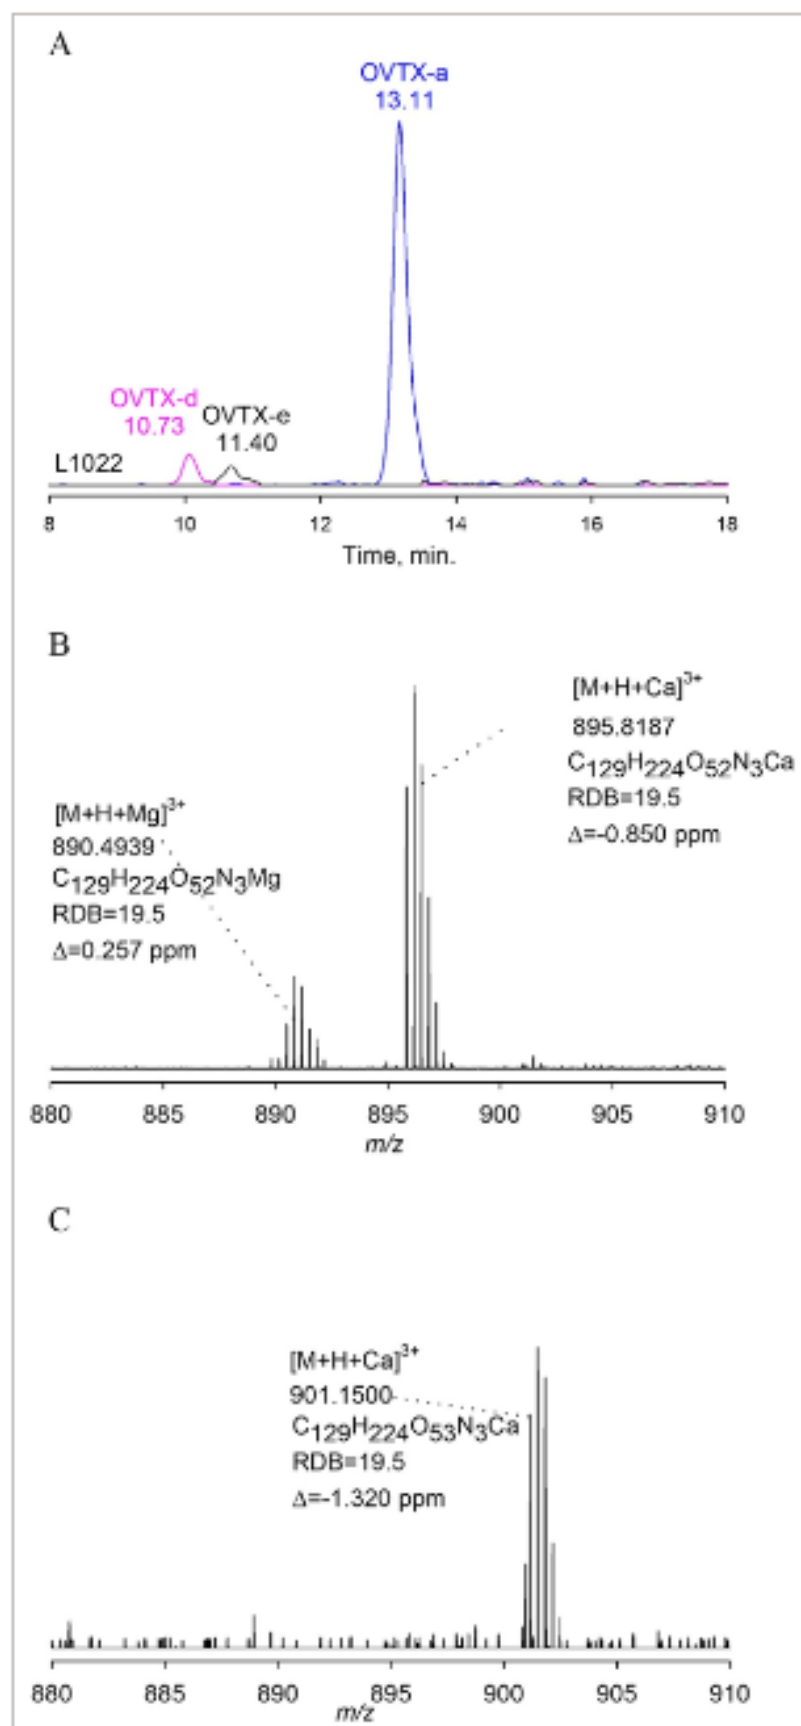 A
OVTX-a
13.11
OVTX-d
10.73
OVTX-e
11.40
L1022
8 10 12 14 16 18
Time, min.
B
[M+H+Ca]³⁺
895.8187
C₁₂₉H₂₂₄O₅₂N₃Ca
RDB=19.5
Δ=-0.850 ppm
[M+H+Mg]³⁺
890.4939
C₁₂₉H₂₂₄O₅₂N₃Mg
RDB=19.5
Δ=0.257 ppm
880 885 890 895 900 905 910
m/z
C
[M+H+Ca]³⁺
901.1500
C₁₂₉H₂₂₄O₅₃N₃Ca
RDB=19.5
Δ=-1.320 ppm
880 885 890 895 900 905 910
m/z